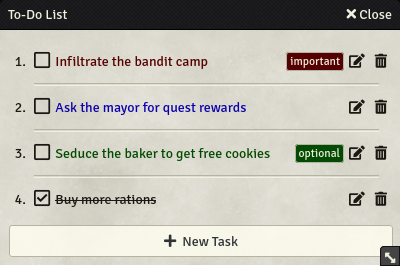 To-Do List
Close
1. Infiltrate the bandit camp important
2. Ask the mayor for quest rewards
3. Seduce the baker to get free cookies optional
4. Buy more rations
New Task